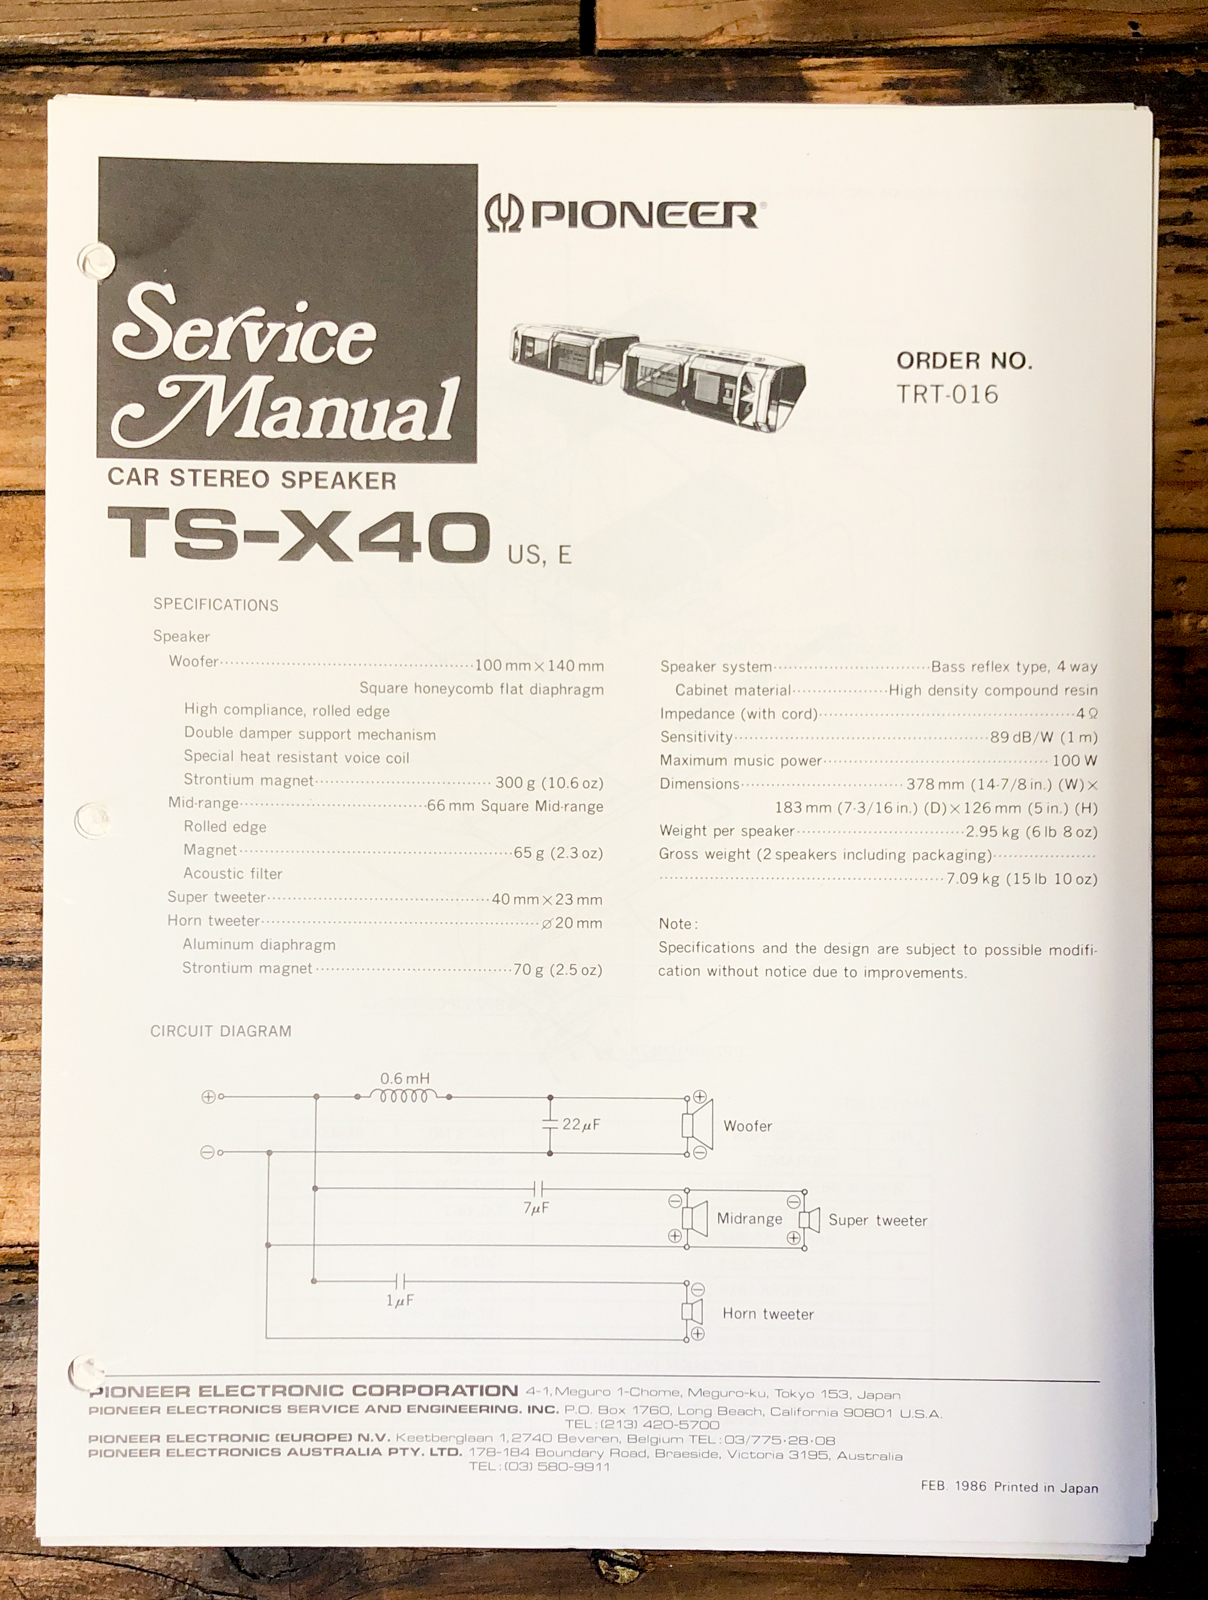 PIONEER®
Service
Manual
ORDER NO.
TRT-016
CAR STEREO SPEAKER
TS-X40 US, E
SPECIFICATIONS
Speaker
Woofer 100 mm × 140 mm
Square honeycomb flat diaphragm
High compliance, rolled edge
Double damper support mechanism
Special heat resistant voice coil
Strontium magnet 300 g (10.6 oz)
Mid-range 66 mm Square Mid-range
Rolled edge
Magnet 65 g (2.3 oz)
Acoustic filter
Super tweeter 40 mm × 23 mm
Horn tweeter ⌀20 mm
Aluminum diaphragm
Strontium magnet 70 g (2.5 oz)
Speaker system Bass reflex type, 4 way
Cabinet material High density compound resin
Impedance (with cord) 4 Ω
Sensitivity 89 dB/W (1 m)
Maximum music power 100 W
Dimensions 378 mm (14-7/8 in.) (W) ×
183 mm (7-3/16 in.) (D) × 126 mm (5 in.) (H)
Weight per speaker 2.95 kg (6 lb 8 oz)
Gross weight (2 speakers including packaging)
7.09 kg (15 lb 10 oz)
Note:
Specifications and the design are subject to possible modifi-
cation without notice due to improvements.
CIRCUIT DIAGRAM
0.6 mH
⊕ ⊕
22 μF Woofer
⊖ ⊖
7 μF
⊖ ⊖
Midrange Super tweeter
⊕ ⊕
1 μF
⊖
Horn tweeter
⊕
PIONEER ELECTRONIC CORPORATION 4-1, Meguro 1-Chome, Meguro-ku, Tokyo 153, Japan
PIONEER ELECTRONICS SERVICE AND ENGINEERING. INC. P.O. Box 1760, Long Beach, California 90801 U.S.A.
TEL:(213) 420-5700
PIONEER ELECTRONIC (EUROPE) N.V. Keetberglaan 1, 2740 Beveren, Belgium TEL: 03/775·28·08
PIONEER ELECTRONICS AUSTRALIA PTY. LTD. 178-184 Boundary Road, Braeside, Victoria 3195, Australia
TEL:(03) 580-9911
FEB. 1986 Printed in Japan